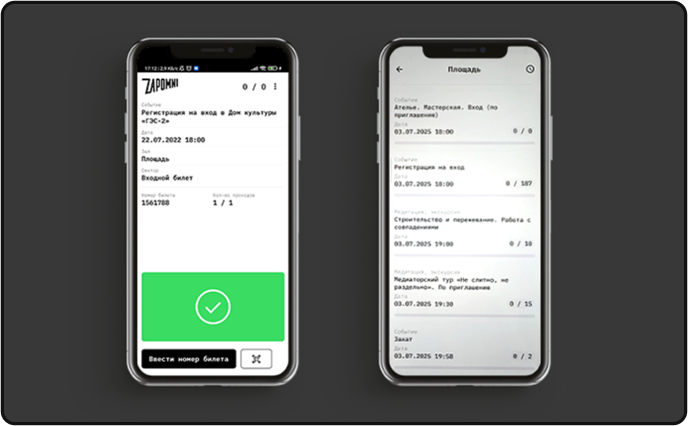 17:13 | 2,9 КБ/с
ZAPOMNI
0 / 0
Событие
Регистрация на вход в Дом культуры
«ГЭС-2»
Дата
22.07.2022 18:00
Зал
Площадь
Сектор
Входной билет
Номер билета
Кол-во проходов
1561788
1 / 1
Ввести номер билета
Площадь
Событие
Ателье. Мастерская. Вход (по
приглашению)
Дата
03.07.2025 18:00
0 / 0
Событие
Регистрация на вход
Дата
03.07.2025 18:00
0 / 187
Медитация, экскурсия
Строительство и переживание. Работа с
совпадениями
Дата
03.07.2025 19:00
0 / 10
Медиация, экскурсия
Медиаторский тур «Не слитно, не
раздельно». По приглашению
Дата
03.07.2025 19:30
0 / 15
Событие
Закат
Дата
03.07.2025 19:58
0 / 2